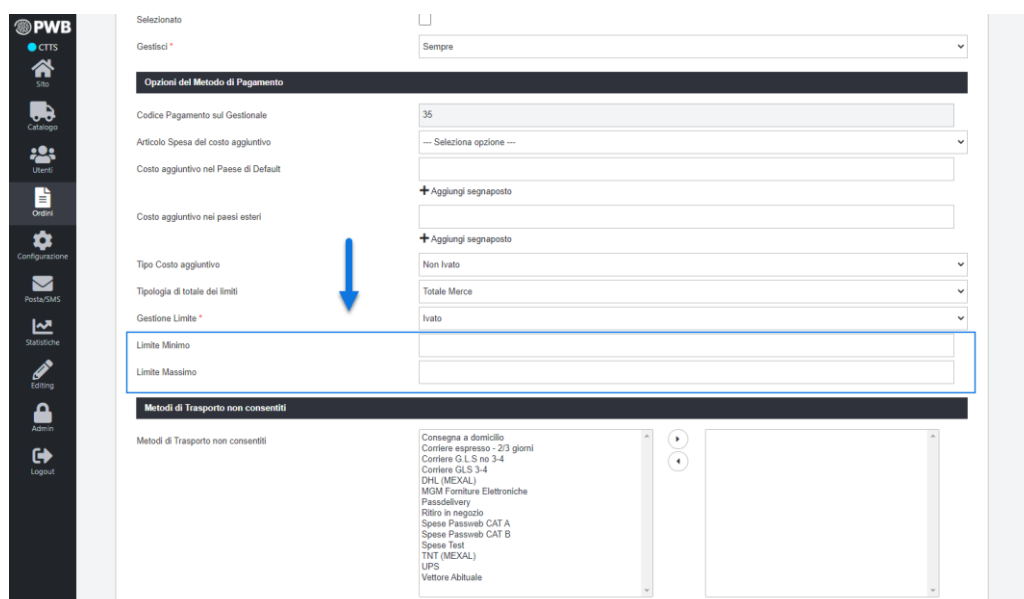 PWB
CTTS
Sito
Catalogo
Utenti
Ordini
Configurazione
Posta/SMS
Statistiche
Editing
Admin
Logout
Selezionato
Gestisci *
Sempre
Opzioni del Metodo di Pagamento
Codice Pagamento sul Gestionale
35
Articolo Spesa del costo aggiuntivo
--- Seleziona opzione ---
Costo aggiuntivo nel Paese di Default
Aggiungi segnaposto
Costo aggiuntivo nei paesi esteri
Aggiungi segnaposto
Tipo Costo aggiuntivo
Non Ivato
Tipologia di totale dei limiti
Totale Merce
Gestione Limite *
Ivato
Limite Minimo
Limite Massimo
Metodi di Trasporto non consentiti
Metodi di Trasporto non consentiti
Consegna a domicilio
Corriere espresso - 2/3 giorni
Corriere G.L.S no 3-4
Corriere GLS 3-4
DHL (MEXAL)
MGM Forniture Elettroniche
Passdelivery
Ritiro in negozio
Spese Passweb CAT A
Spese Passweb CAT B
Spese Test
TNT (MEXAL)
UPS
Vettore Abituale